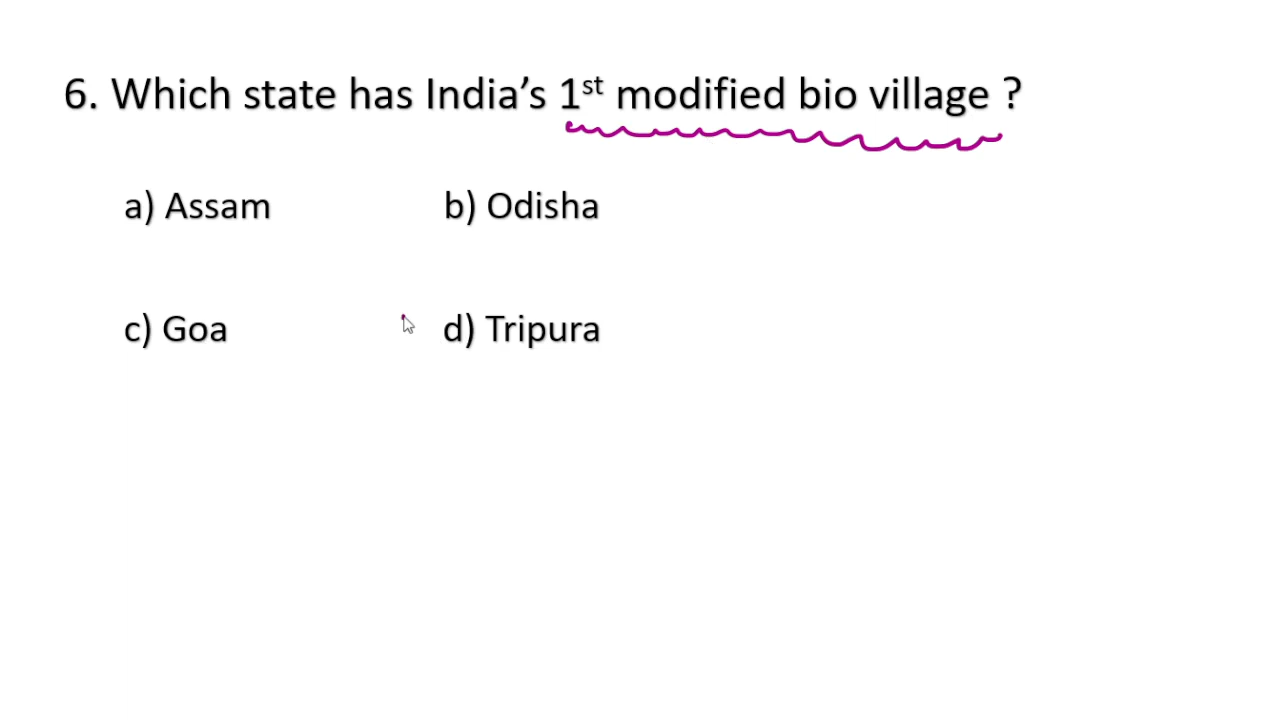 6. Which state has India’s 1st modified bio village ?
a) Assam b) Odisha
c) Goa d) Tripura